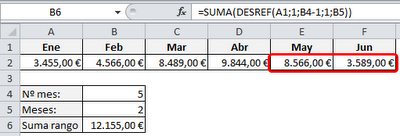 B6 fx =SUMA(DESREF(A1;1;B4-1;1;B5))
A B C D E F
1 Ene Feb Mar Abr May Jun
2 3.455,00 € 4.566,00 € 8.489,00 € 9.844,00 € 8.566,00 € 3.589,00 €
3
4 Nº mes: 5
5 Meses: 2
6 Suma rango 12.155,00 €